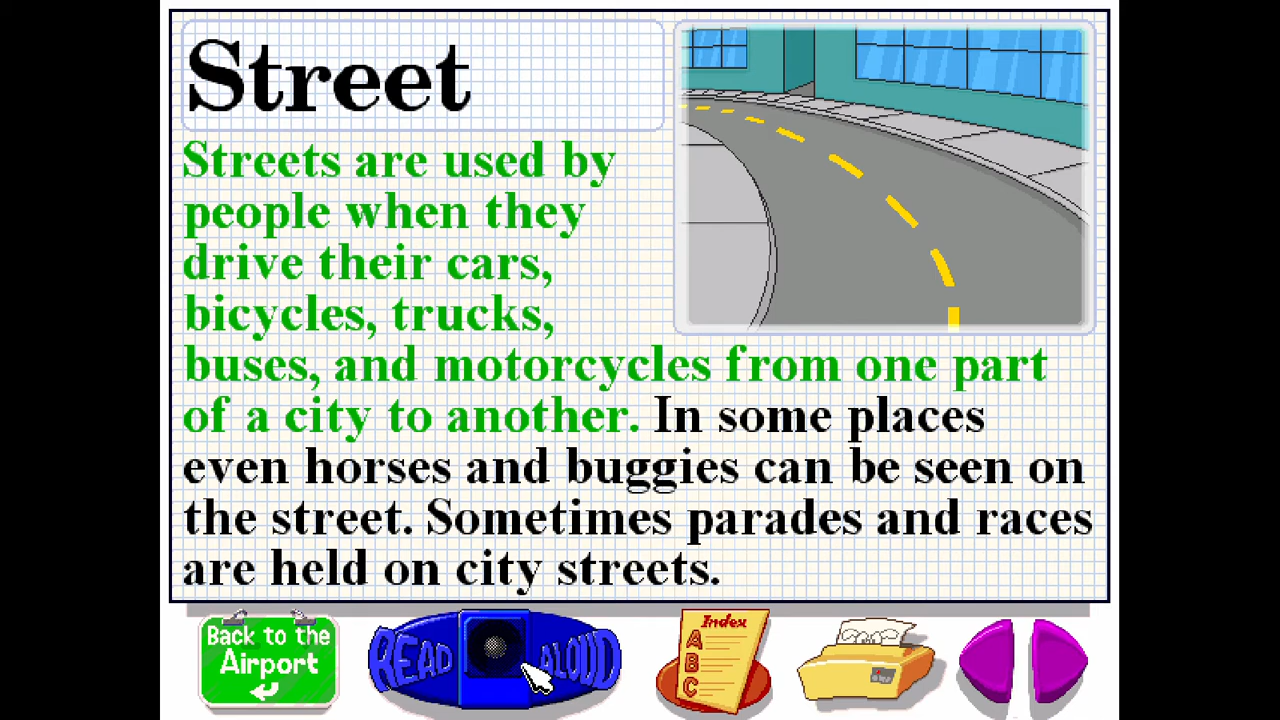 Street
Streets are used by
people when they
drive their cars,
bicycles, trucks,
buses, and motorcycles from one part
of a city to another. In some places
even horses and buggies can be seen on
the street. Sometimes parades and races
are held on city streets.
Back to the
Airport
READ ALOUD
Index
A
B
C